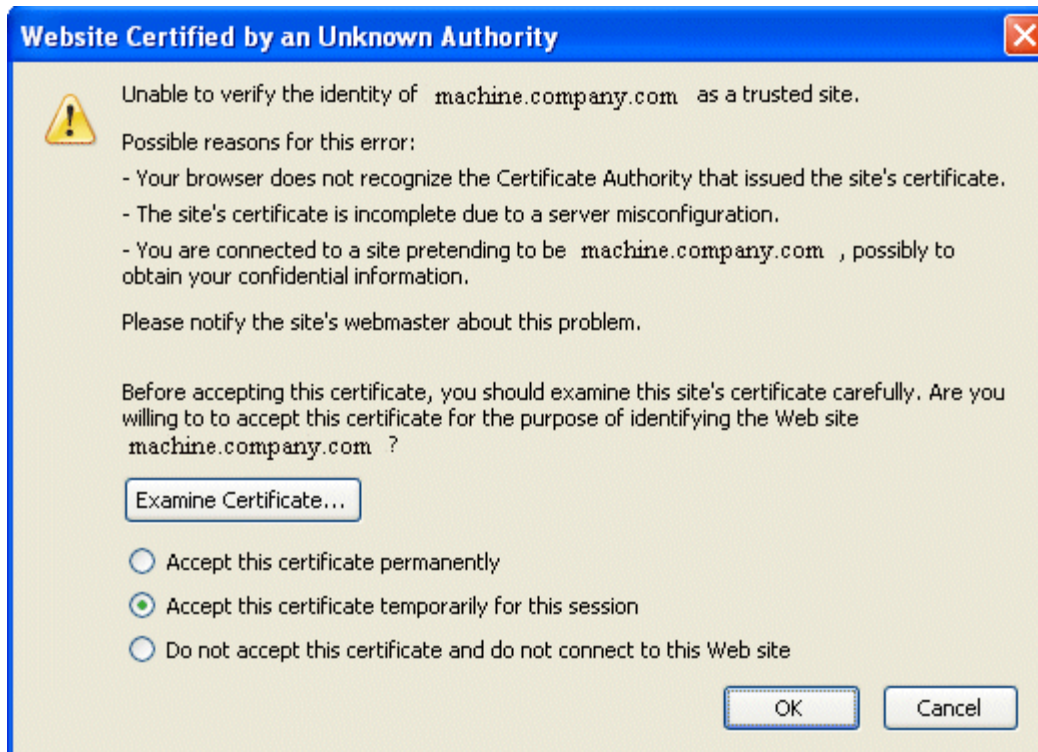 Website Certified by an Unknown Authority
Unable to verify the identity of machine.company.com as a trusted site.
Possible reasons for this error:
- Your browser does not recognize the Certificate Authority that issued the site's certificate.
- The site's certificate is incomplete due to a server misconfiguration.
- You are connected to a site pretending to be machine.company.com , possibly to
obtain your confidential information.
Please notify the site's webmaster about this problem.
Before accepting this certificate, you should examine this site's certificate carefully. Are you
willing to to accept this certificate for the purpose of identifying the Web site
machine.company.com ?
Examine Certificate...
Accept this certificate permanently
Accept this certificate temporarily for this session
Do not accept this certificate and do not connect to this Web site
OK Cancel